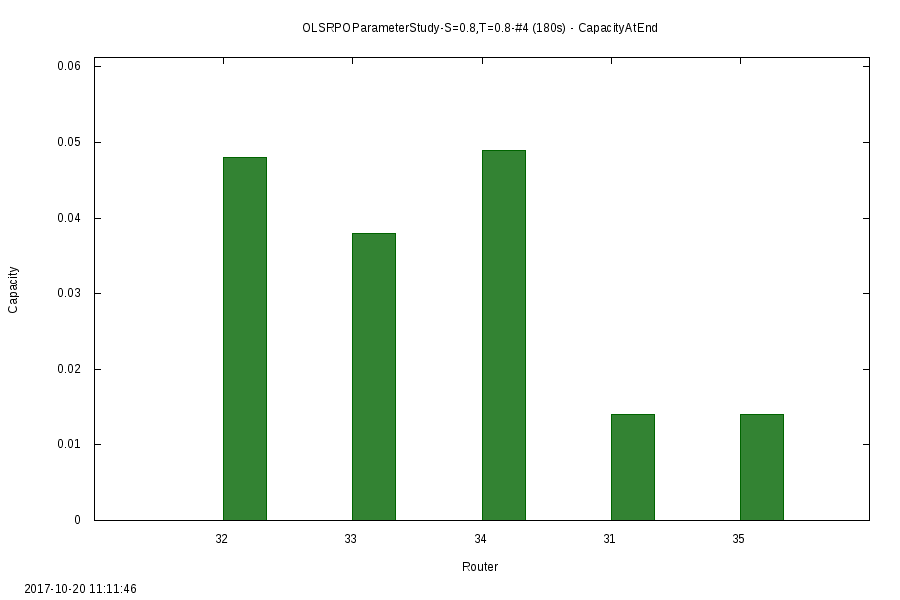 OLSRPOParameterStudy-S=0.8,T=0.8-#4 (180s) - CapacityAtEnd
0.06
0.05
0.04
0.03
0.02
0.01
0
Capacity
32 33 34 31 35
Router
2017-10-20 11:11:46